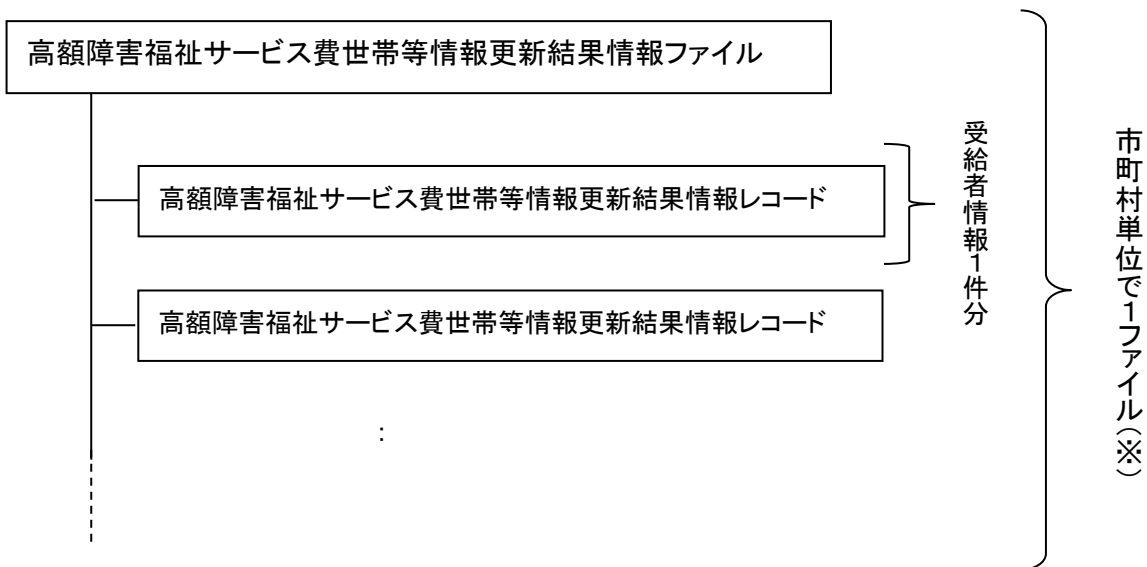 高額障害福祉サービス費世帯等情報更新結果情報ファイル
高額障害福祉サービス費世帯等情報更新結果情報レコード
受給者情報1件分
高額障害福祉サービス費世帯等情報更新結果情報レコード
:
市町村単位で1ファイル(※)